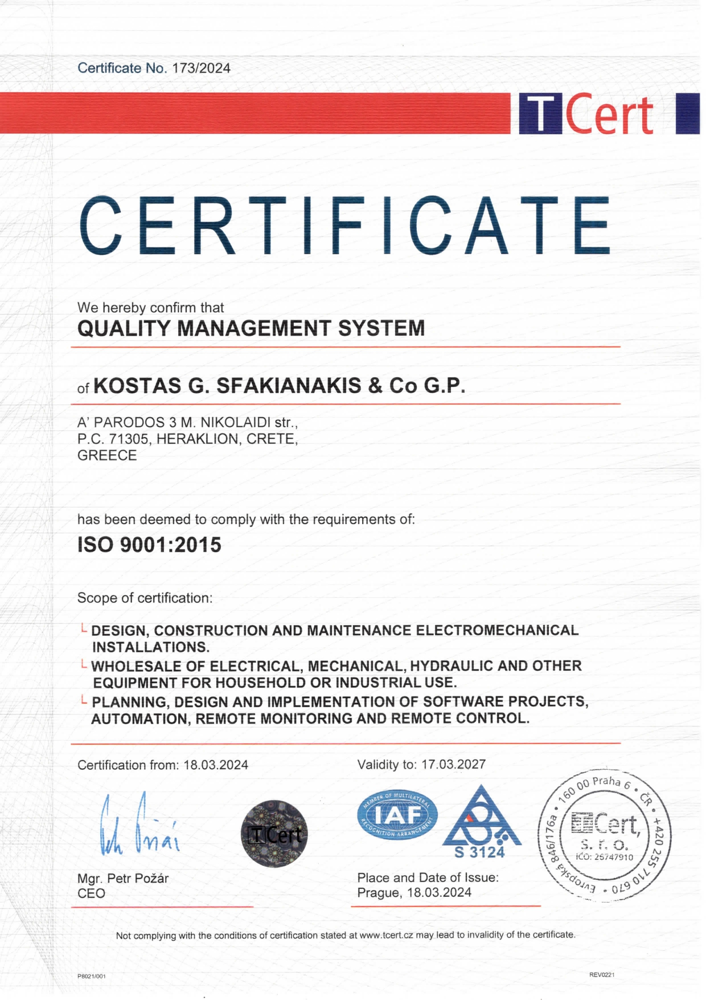 Certificate No. 173/2024
TCert
CERTIFICATE
We hereby confirm that
QUALITY MANAGEMENT SYSTEM
of KOSTAS G. SFAKIANAKIS & Co G.P.
A’ PARODOS 3 M. NIKOLAIDI str.,
P.C. 71305, HERAKLION, CRETE,
GREECE
has been deemed to comply with the requirements of:
ISO 9001:2015
Scope of certification:
DESIGN, CONSTRUCTION AND MAINTENANCE ELECTROMECHANICAL
INSTALLATIONS.
WHOLESALE OF ELECTRICAL, MECHANICAL, HYDRAULIC AND OTHER
EQUIPMENT FOR HOUSEHOLD OR INDUSTRIAL USE.
PLANNING, DESIGN AND IMPLEMENTATION OF SOFTWARE PROJECTS,
AUTOMATION, REMOTE MONITORING AND REMOTE CONTROL.
Certification from: 18.03.2024
Validity to: 17.03.2027
TCert
MEMBER OF MULTILATERAL
IAF
RECOGNITION ARRANGEMENT
S 3124
Evropská 846/176a • 160 00 Praha 6 • ČR • +420 255 710 670 •
TCert,
s. r. o.
IČO: 26747910
Mgr. Petr Požár
CEO
Place and Date of Issue:
Prague, 18.03.2024
Not complying with the conditions of certification stated at www.tcert.cz may lead to invalidity of the certificate.
P8021/001
REV0221